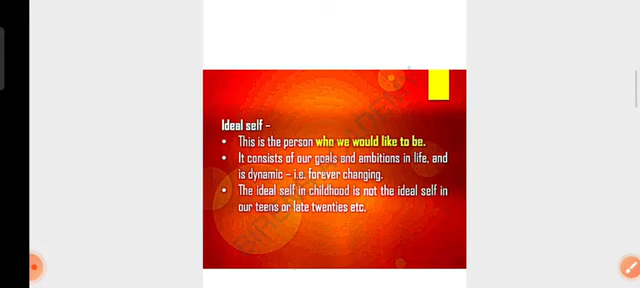 Ideal self –
• This is the person who we would like to be.
• It consists of our goals and ambitions in life, and
is dynamic – i.e. forever changing.
• The ideal self in childhood is not the ideal self in
our teens or late twenties etc.